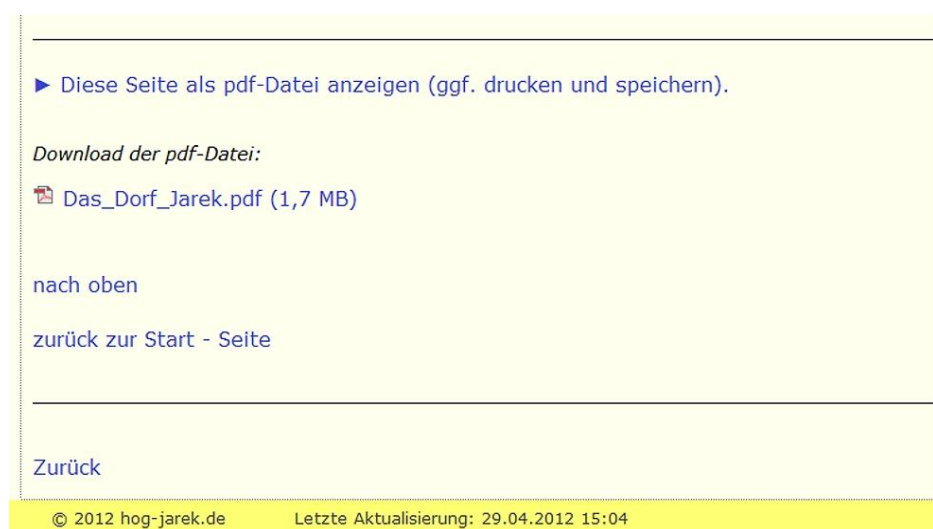 ► Diese Seite als pdf-Datei anzeigen (ggf. drucken und speichern).
Download der pdf-Datei:
Das_Dorf_Jarek.pdf (1,7 MB)
nach oben
zurück zur Start - Seite
Zurück
© 2012 hog-jarek.de Letzte Aktualisierung: 29.04.2012 15:04